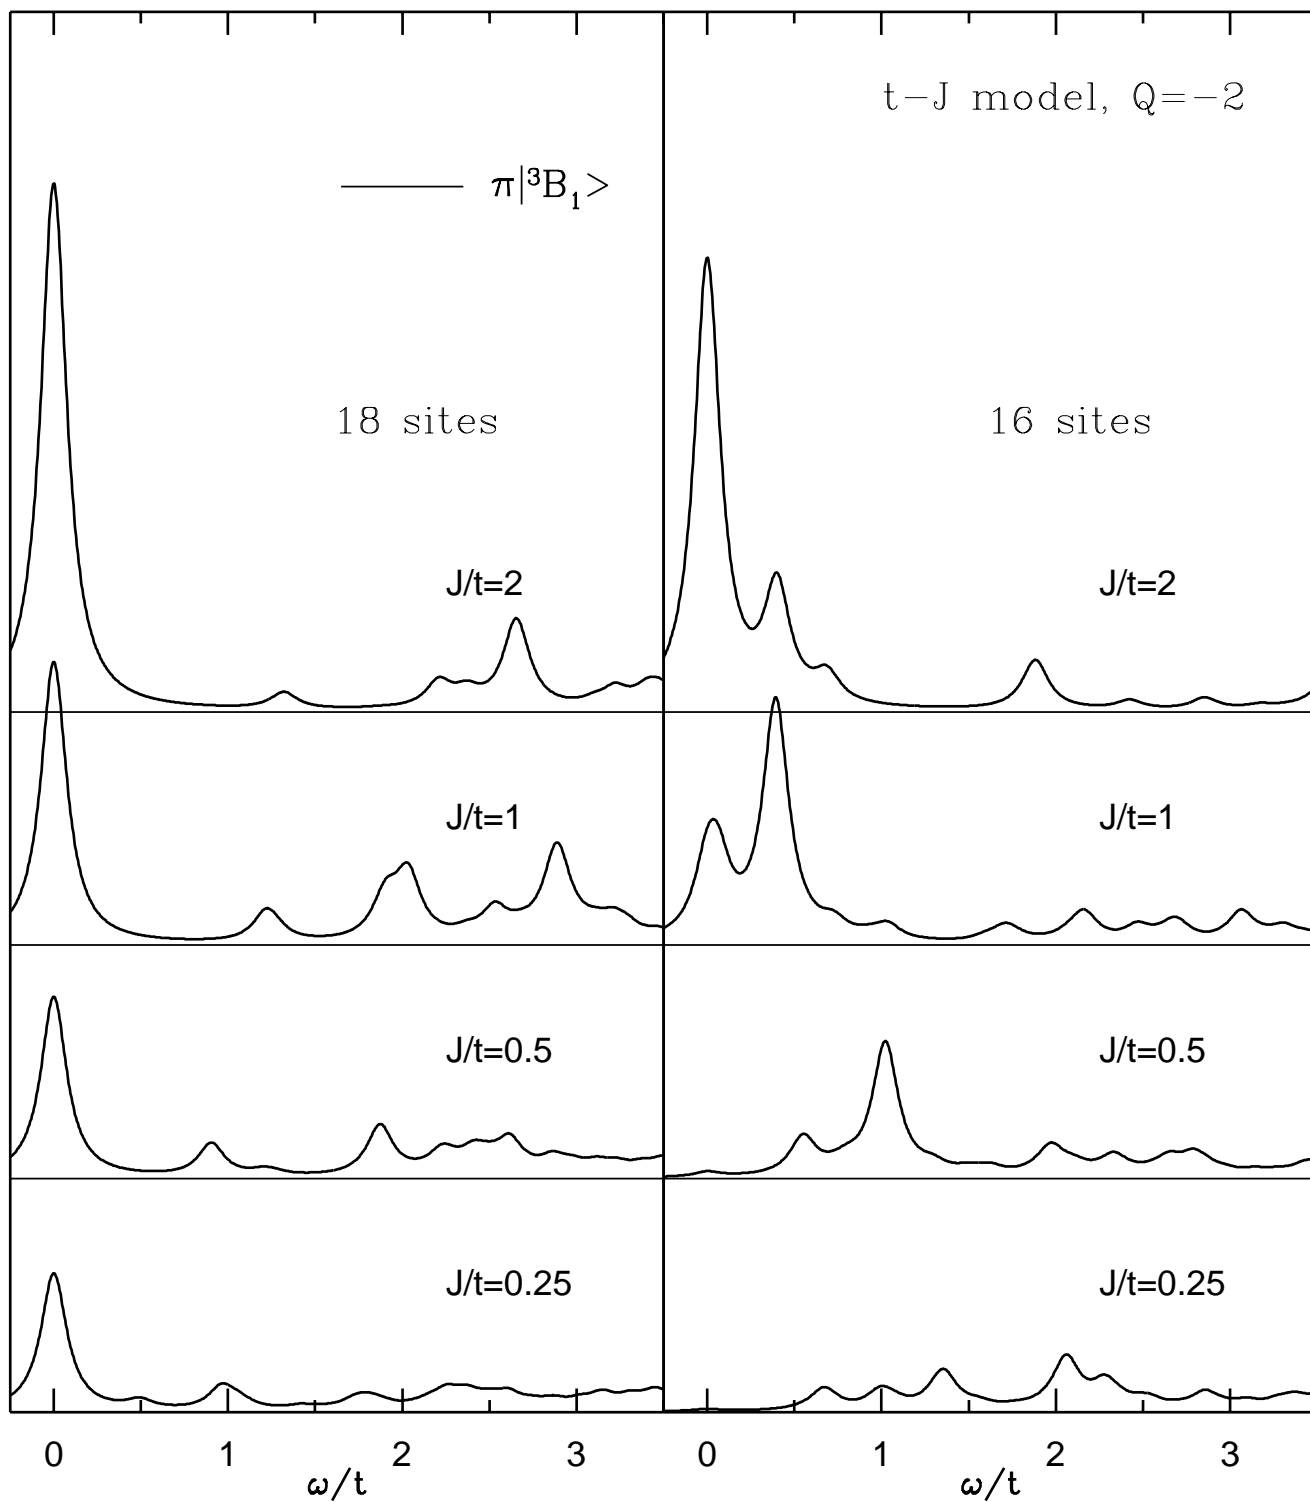 t-J model, Q=-2
π|³B₁>
18 sites
16 sites
J/t=2
J/t=2
J/t=1
J/t=1
J/t=0.5
J/t=0.5
J/t=0.25
J/t=0.25
0 1 2 3
0 1 2 3
ω/t
ω/t